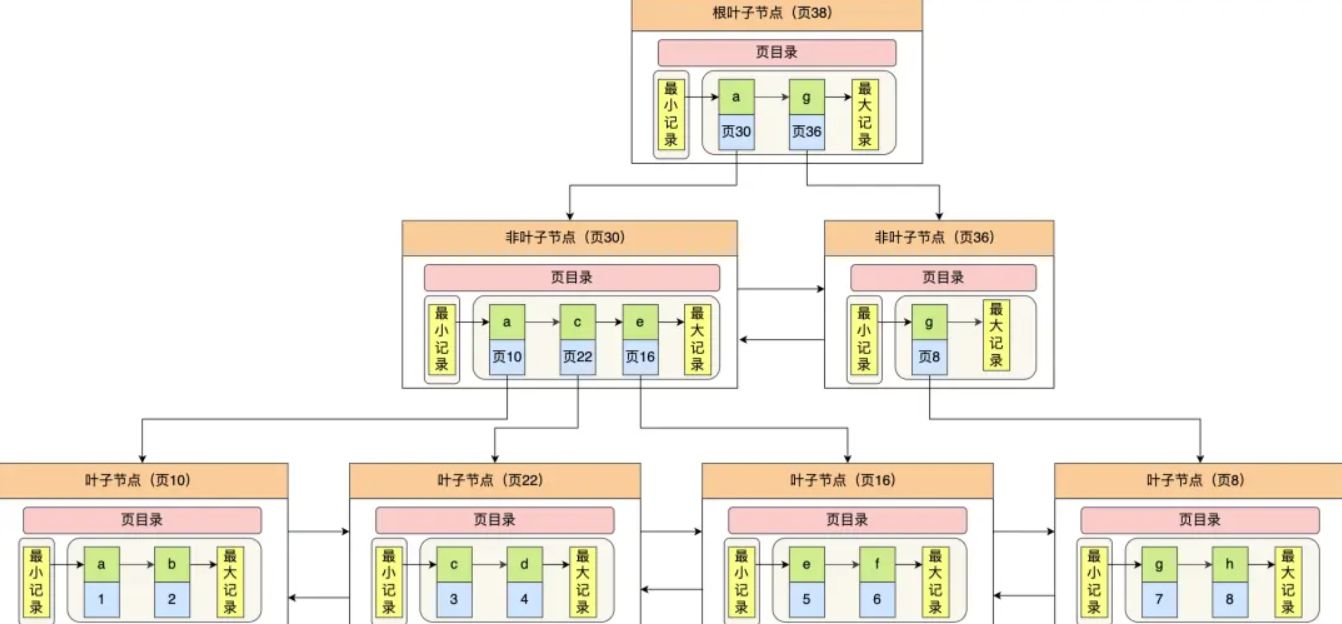 根叶子节点（页38）
页目录
最小记录
a
g
最大记录
页30
页36
非叶子节点（页30）
页目录
最小记录
a
c
e
最大记录
页10
页22
页16
非叶子节点（页36）
页目录
最小记录
g
最大记录
页8
叶子节点（页10）
页目录
最小记录
a
b
最大记录
1
2
叶子节点（页22）
页目录
最小记录
c
d
最大记录
3
4
叶子节点（页16）
页目录
最小记录
e
f
最大记录
5
6
叶子节点（页8）
页目录
最小记录
g
h
最大记录
7
8